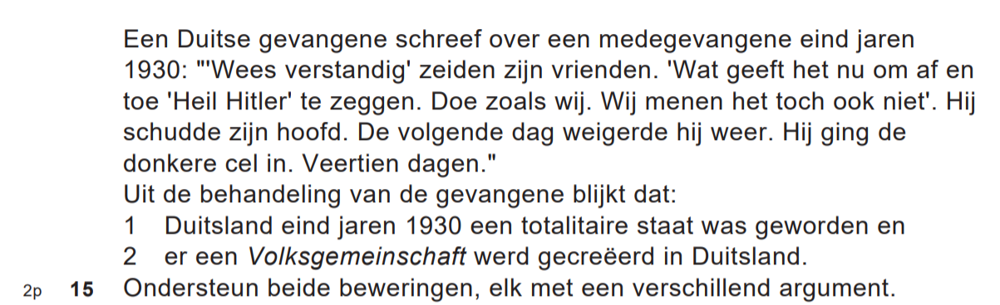 Een Duitse gevangene schreef over een medegevangene eind jaren
1930: "'Wees verstandig' zeiden zijn vrienden. 'Wat geeft het nu om af en
toe 'Heil Hitler' te zeggen. Doe zoals wij. Wij menen het toch ook niet'. Hij
schudde zijn hoofd. De volgende dag weigerde hij weer. Hij ging de
donkere cel in. Veertien dagen."
Uit de behandeling van de gevangene blijkt dat:
1 Duitsland eind jaren 1930 een totalitaire staat was geworden en
2 er een Volksgemeinschaft werd gecreëerd in Duitsland.
2p 15 Ondersteun beide beweringen, elk met een verschillend argument.